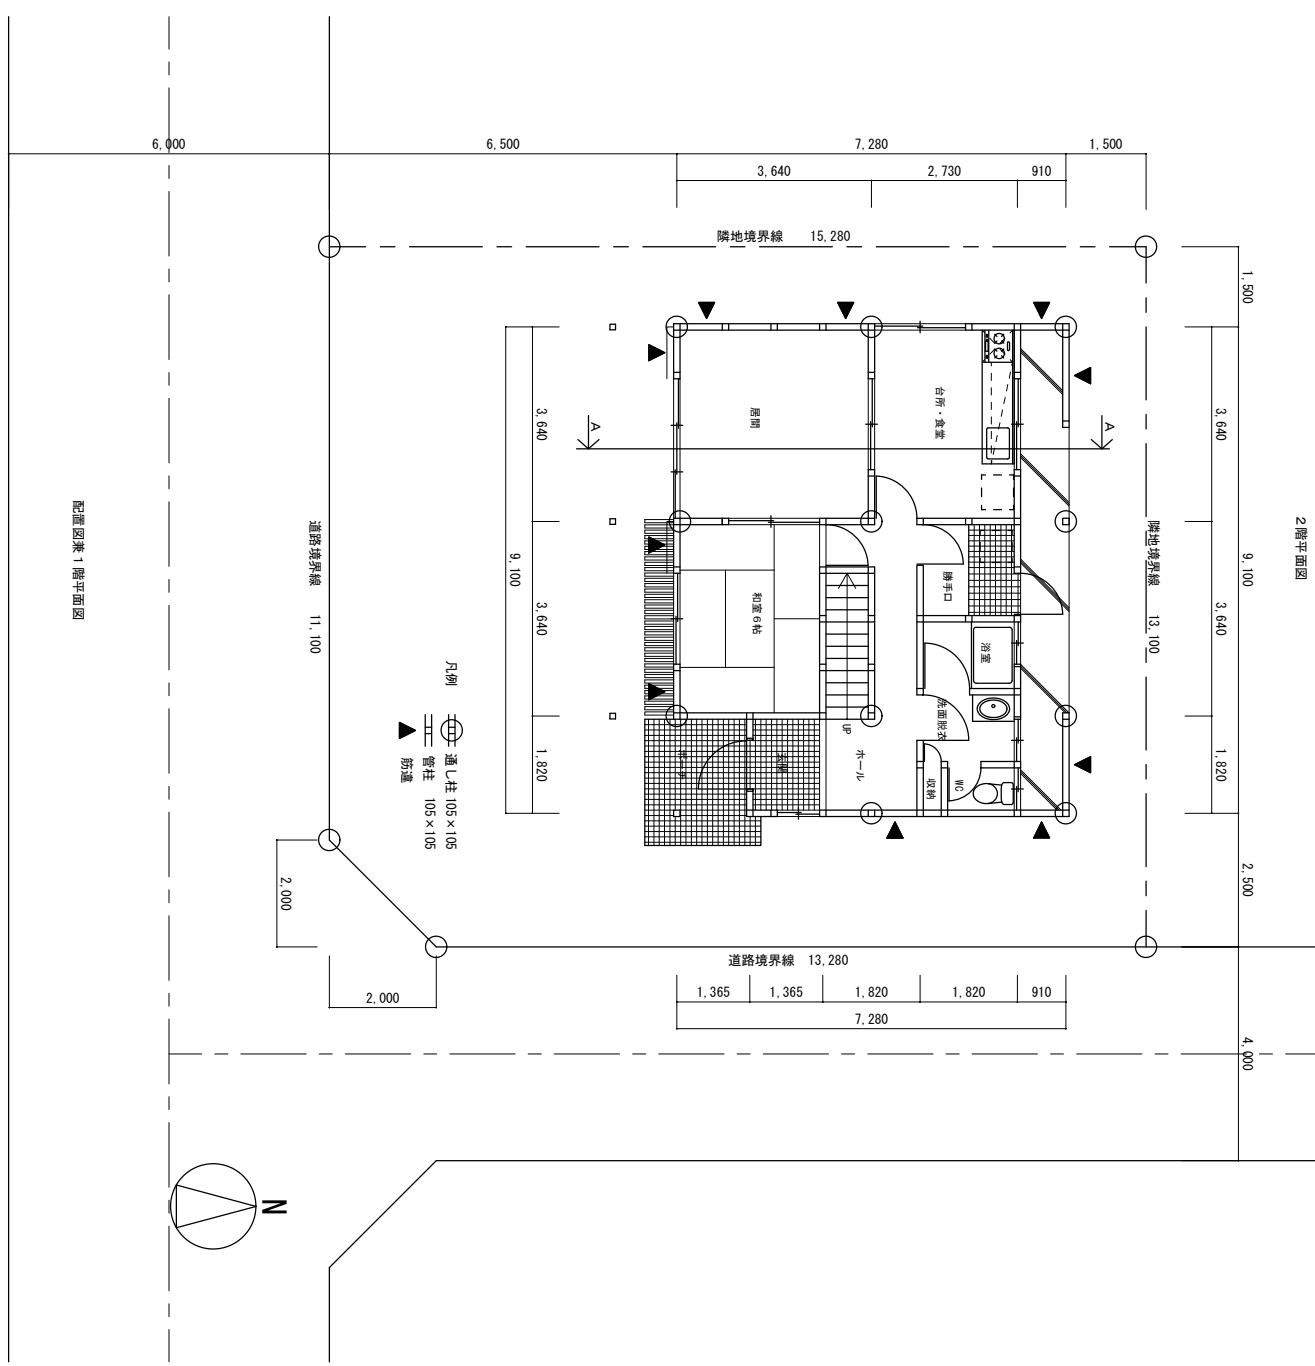 6,000
6,500
7,280
1,500
3,640
2,730
910
隣地境界線　15,280
1,500
3,640
9,100
3,640
1,820
2,500
4,000
3,640
9,100
3,640
1,820
居間
台所・食堂
A
A
和室6帖
勝手口
浴室
洗面脱衣
UP
ホール
収納
WC
玄関
ポーチ
道路境界線　11,100
隣地境界線　13,100
2階平面図
配置図兼1階平面図
凡例
通し柱 105×105
管柱 105×105
筋違
2,000
2,000
道路境界線　13,280
1,365
1,365
1,820
1,820
910
7,280
N